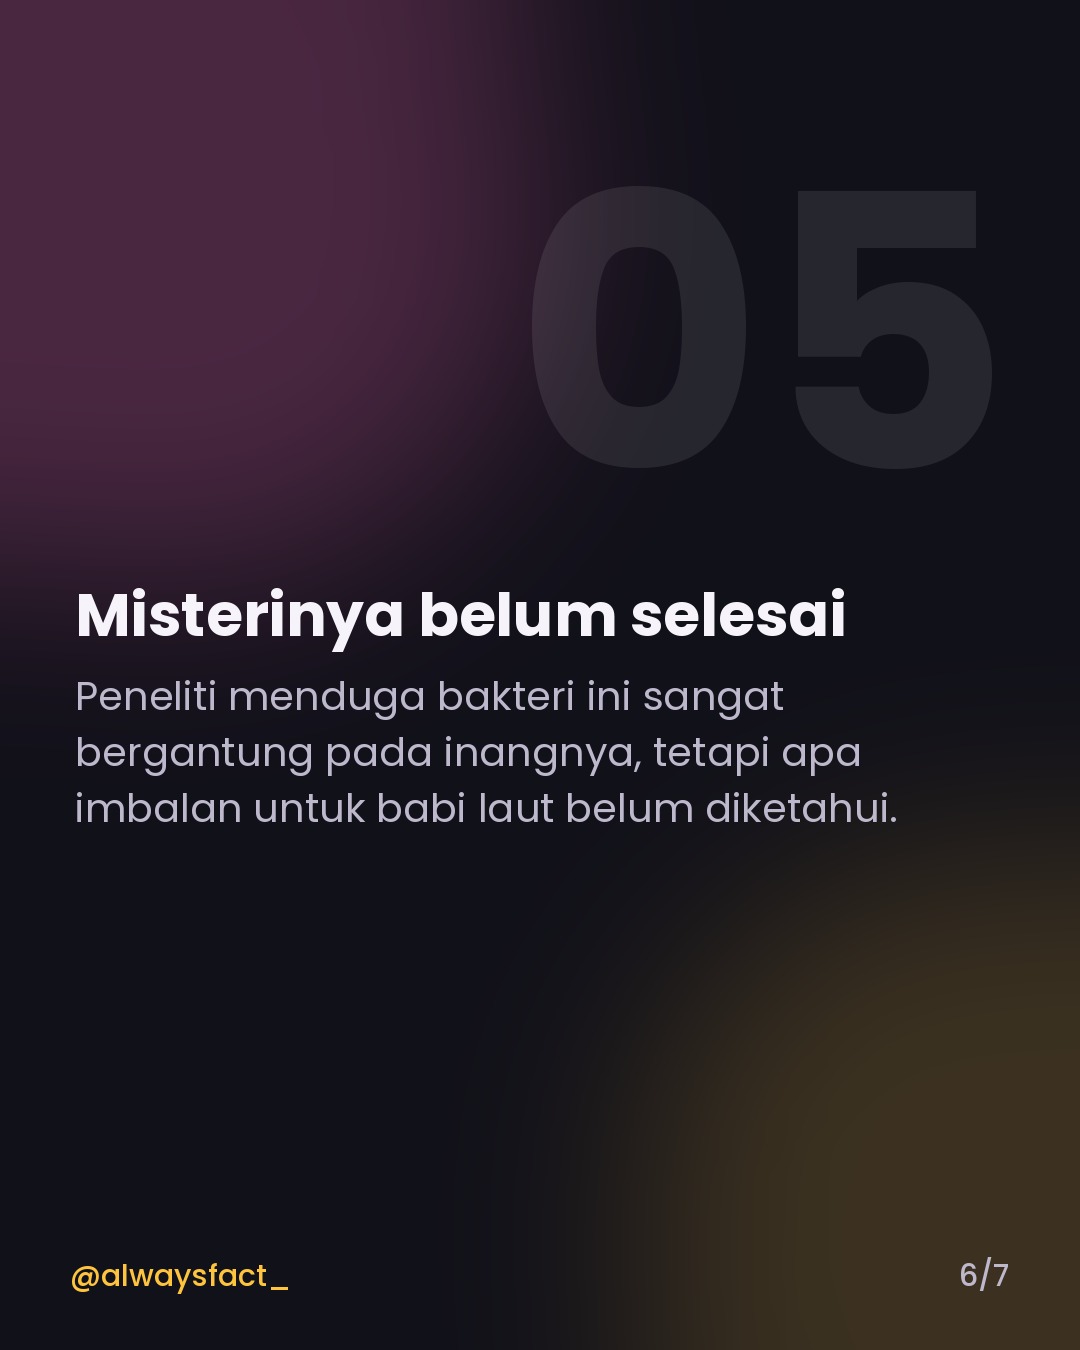 05
Misterinya belum selesai
Peneliti menduga bakteri ini sangat
bergantung pada inangnya, tetapi apa
imbalan untuk babi laut belum diketahui.
@alwaysfact_
6/7